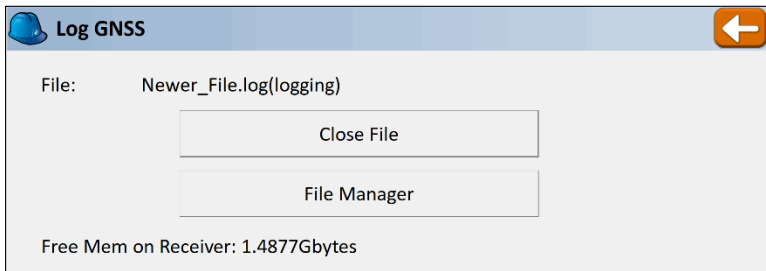 Log GNSS
File: Newer_File.log(logging)
Close File
File Manager
Free Mem on Receiver: 1.4877Gbytes